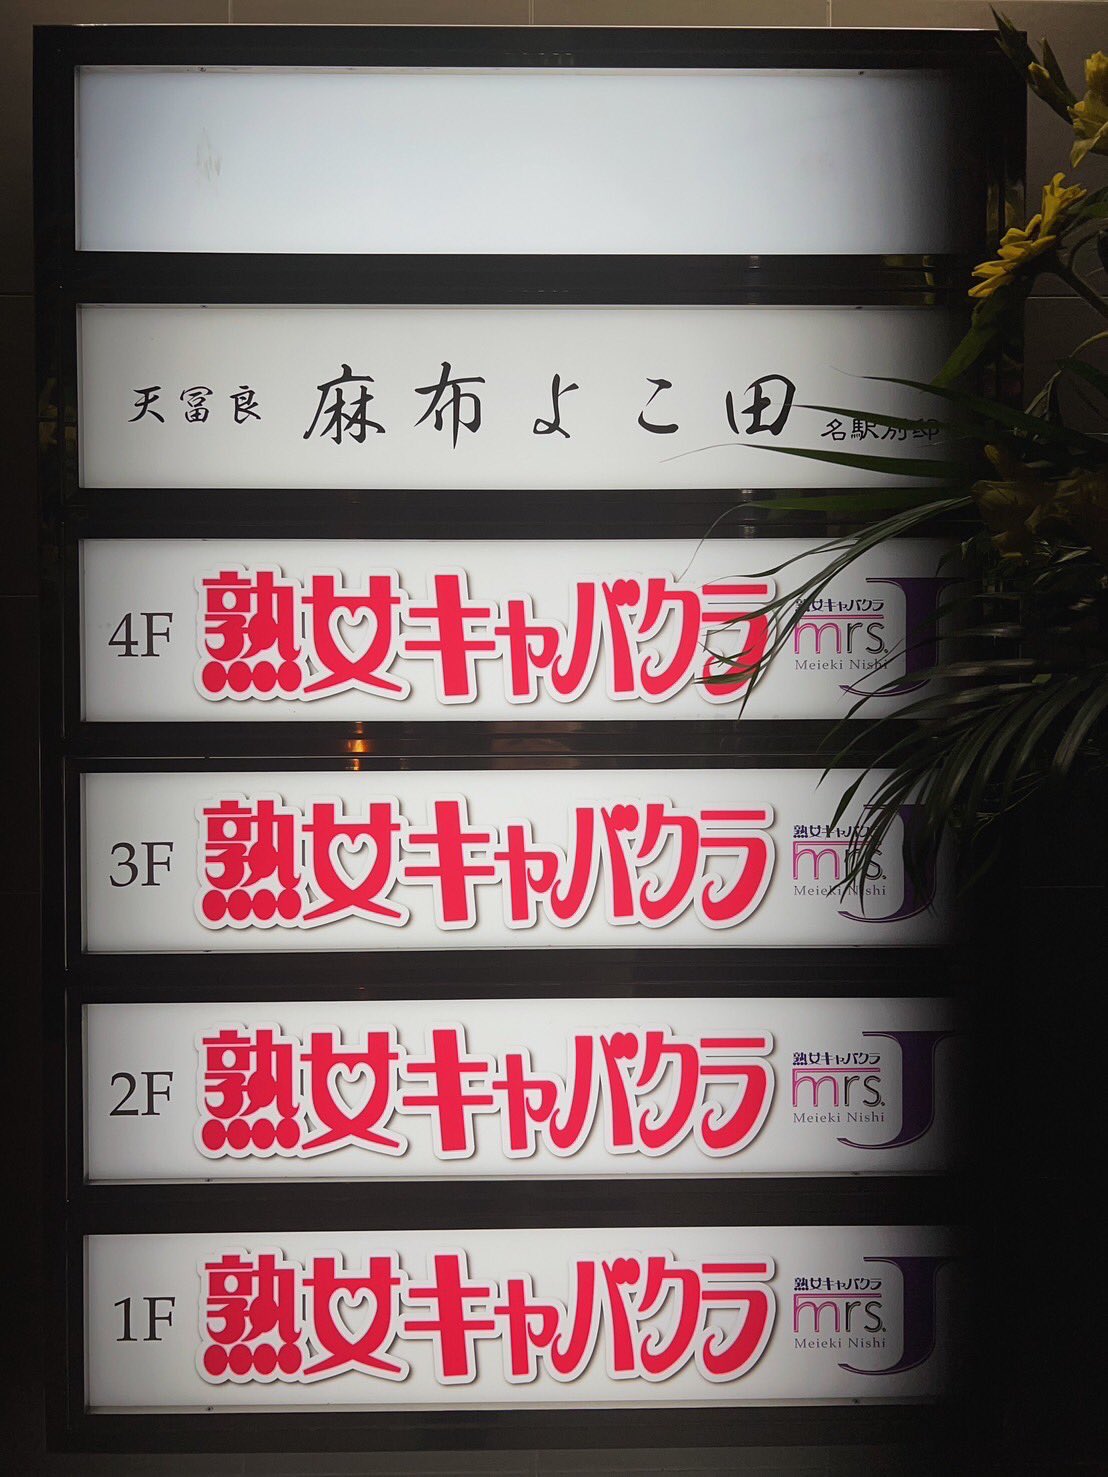 天冨良 麻布よこ田 名駅別邸
4F 熟女キャバクラ 熟女キャバクラ
mrs. J
Meieki Nishi
3F 熟女キャバクラ 熟女キャバクラ
mrs. J
Meieki Nishi
2F 熟女キャバクラ 熟女キャバクラ
mrs. J
Meieki Nishi
1F 熟女キャバクラ 熟女キャバクラ
mrs. J
Meieki Nishi